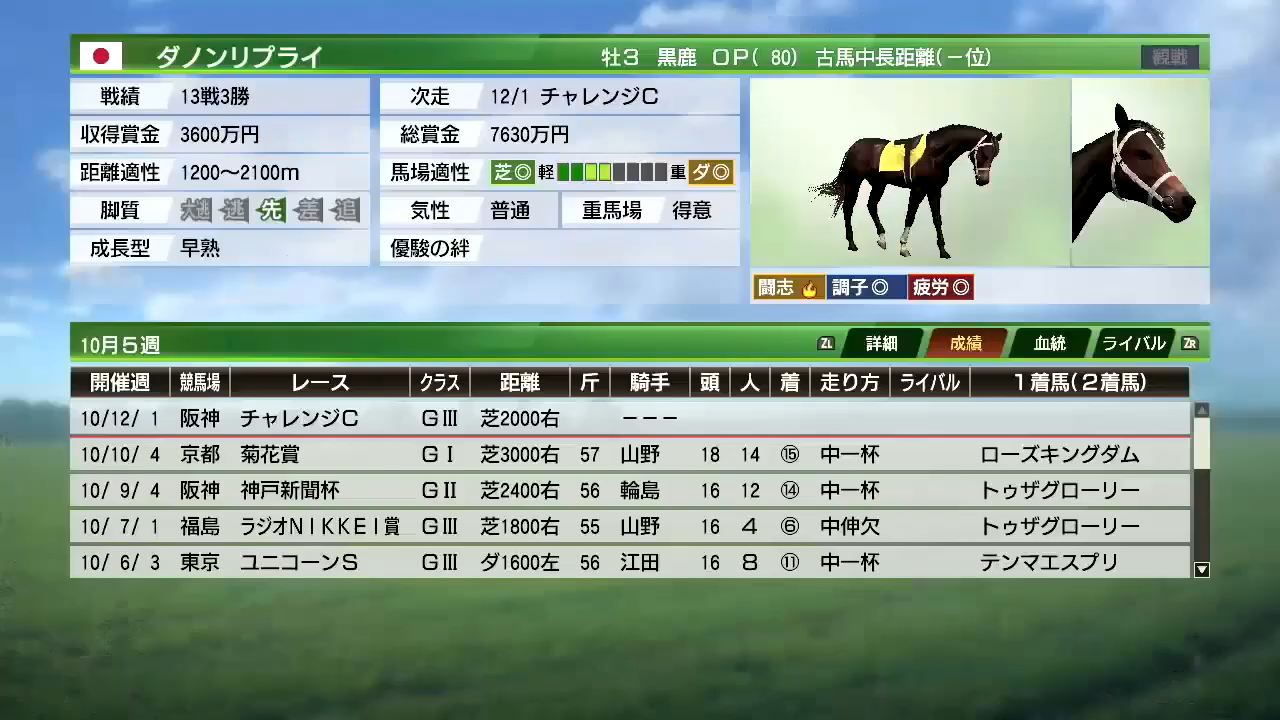 ダノンリプライ 牡3 黒鹿 OP( 80) 古馬中長距離(－位) 観戦
戦績 13戦3勝 次走 12/1 チャレンジC
収得賞金 3600万円 総賞金 7630万円
距離適性 1200～2100m 馬場適性 芝◎ 軽 重 ダ◎
脚質 大逃 逃 先 差 追 気性 普通 重馬場 得意
成長型 早熟 優駿の絆
闘志 調子◎ 疲労◎
10月5週 ZL 詳細 成績 血統 ライバル ZR
開催週 競馬場 レース クラス 距離 斤 騎手 頭 人 着 走り方 ライバル 1着馬(2着馬)
10/12/ 1 阪神 チャレンジC GⅢ 芝2000右 －－－
10/10/ 4 京都 菊花賞 GⅠ 芝3000右 57 山野 18 14 ⑮ 中一杯 ローズキングダム
10/ 9/ 4 阪神 神戸新聞杯 GⅡ 芝2400右 56 輪島 16 12 ⑭ 中一杯 トゥザグローリー
10/ 7/ 1 福島 ラジオNIKKEI賞 GⅢ 芝1800右 55 山野 16 4 ⑥ 中伸欠 トゥザグローリー
10/ 6/ 3 東京 ユニコーンS GⅢ ダ1600左 56 江田 16 8 ⑪ 中一杯 テンマエスプリ